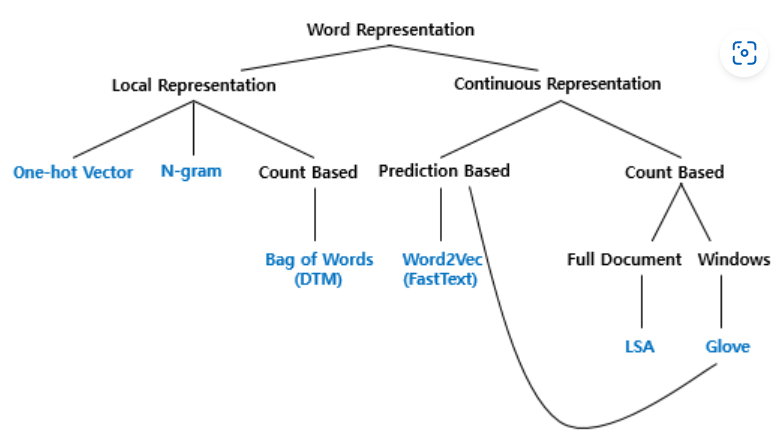 Word Representation
Local Representation
Continuous Representation
One-hot Vector
N-gram
Count Based
Prediction Based
Count Based
Bag of Words
(DTM)
Word2Vec
(FastText)
Full Document
Windows
LSA
Glove